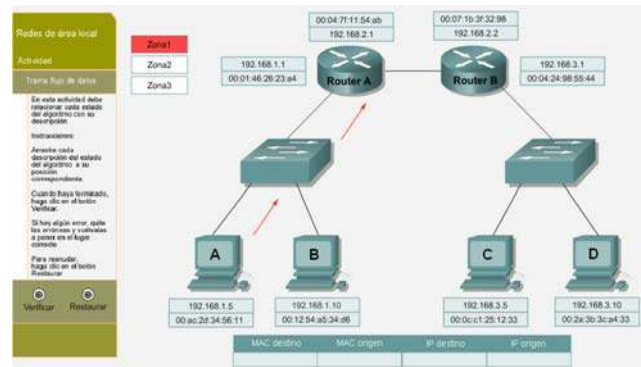 Redes de área local
Actividad
Trama flujo de datos
En esta actividad debe
relacionar cada estado
del algoritmo con su
descripción
Instrucciones:
Arrastre cada
descripción del estado
del algoritmo a su
posición
correspondiente.
Cuando haya terminado,
haga clic en el botón
Verificar.
Si hay algún error, quite
las erróneas y vuélvalas
a poner en el lugar
correcto
Para reanudar,
haga clic en el botón
Restaurar
Verificar Restaurar
Zona1
Zona2
Zona3
00:04:7f:11:54:ab
192.168.2.1
00:07:1b:3f:32:98
192.168.2.2
192.168.1.1
00:01:46:26:23:a4
Router A
Router B
192.168.3.1
00:04:24:98:55:44
A
B
C
D
192.168.1.5
00:ac:2d:34:56:11
192.168.1.10
00:12:54:a5:34:d6
192.168.3.5
00:0c:c1:25:12:33
192.168.3.10
00:2a:3b:3c:a4:33
MAC destino MAC origen IP destino IP origen